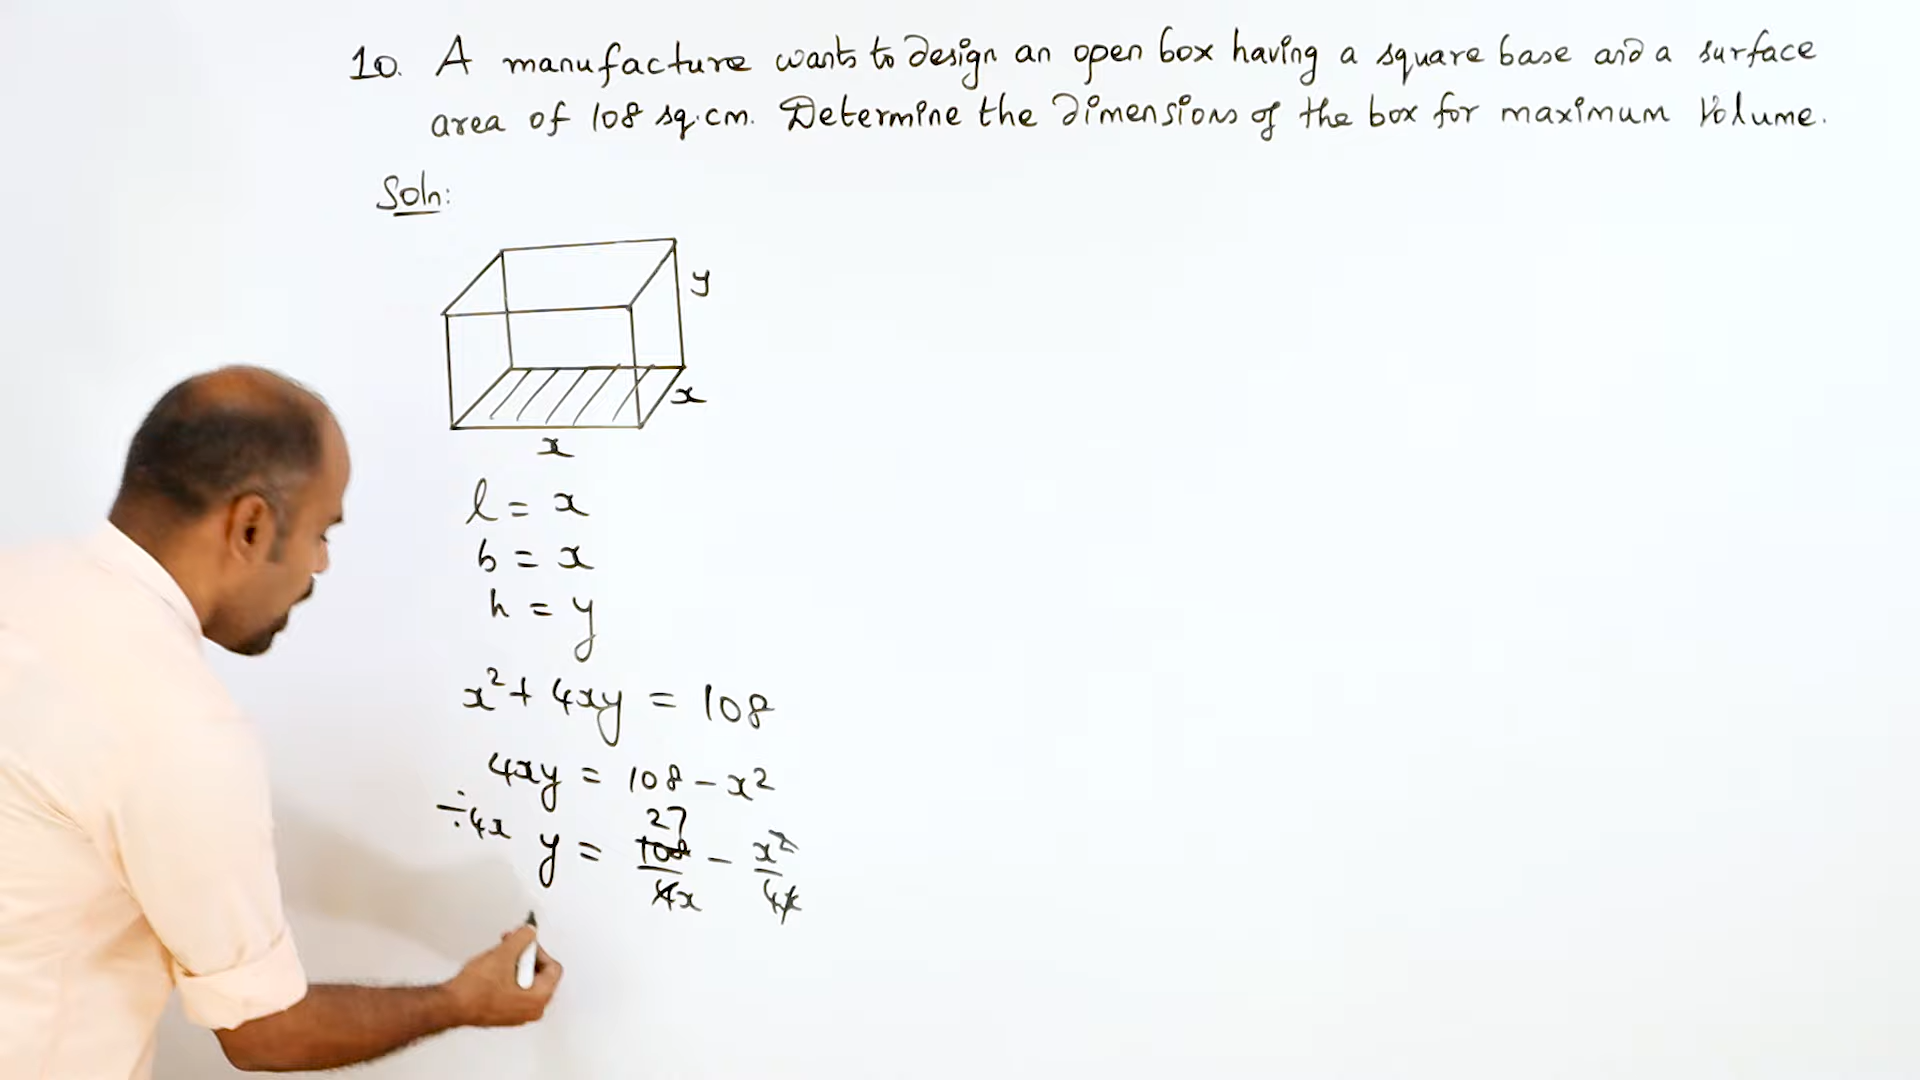 10. A manufacture wants to design an open box having a square base and a surface
area of 108 sq.cm. Determine the dimensions of the box for maximum volume.
Soln:
y
x
x
l = x
b = x
h = y
x² + 4xy = 108
4xy = 108 - x²
÷4x y = 27 108/4x - x²/4x